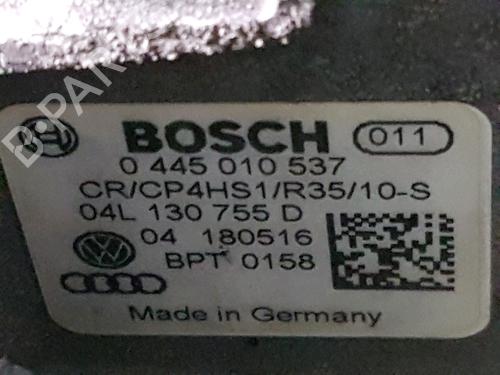 B-PARTS
BOSCH 011
0 445 010 537
CR/CP4HS1/R35/10-S
04L 130 755 D
04 180516
BPT 0158
Made in Germany